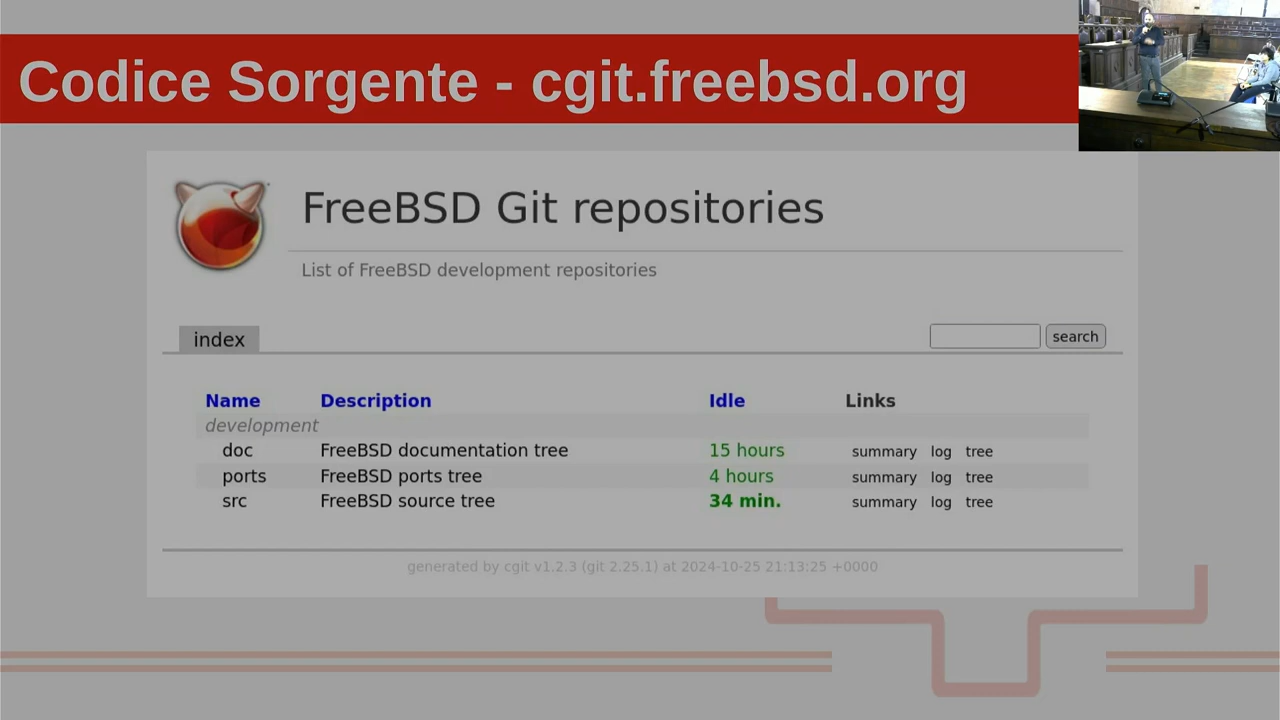 Codice Sorgente - cgit.freebsd.org
FreeBSD Git repositories
List of FreeBSD development repositories
index search
Name Description Idle Links
development
doc FreeBSD documentation tree 15 hours summary log tree
ports FreeBSD ports tree 4 hours summary log tree
src FreeBSD source tree 34 min. summary log tree
generated by cgit v1.2.3 (git 2.25.1) at 2024-10-25 21:13:25 +0000